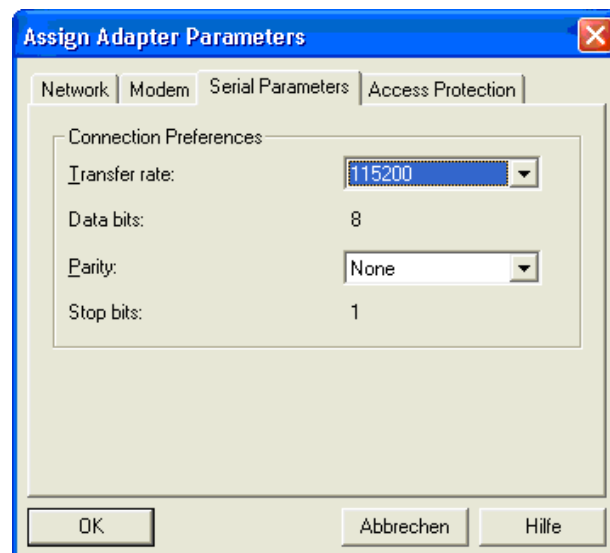 Assign Adapter Parameters
Network Modem Serial Parameters Access Protection
Connection Preferences
Transfer rate: 115200
Data bits: 8
Parity: None
Stop bits: 1
OK Abbrechen Hilfe